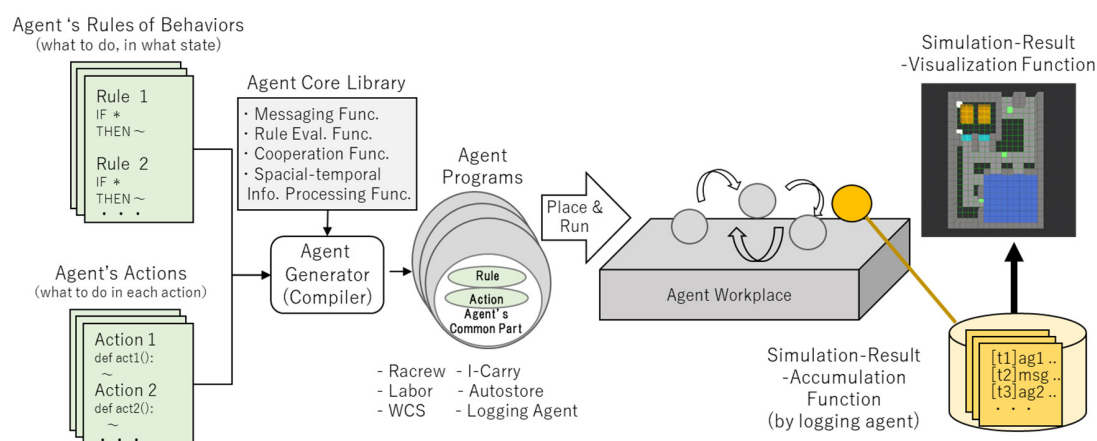 Agent‘s Rules of Behaviors
(what to do, in what state)
Rule 1
IF *
THEN ~
Rule 2
IF *
THEN ~
・・・
Agent Core Library
・Messaging Func.
・Rule Eval. Func.
・Cooperation Func.
・Spacial-temporal
Info. Processing Func.
Agent's Actions
(what to do in each action)
Action 1
def act1():
~
Action 2
def act2():
~
・・・
Agent
Generator
(Compiler)
Agent
Programs
Rule
Action
Agent's
Common Part
- Racrew
- Labor
- WCS
- I-Carry
- Autostore
- Logging Agent
Place &
Run
Agent Workplace
Simulation-Result
-Visualization Function
Simulation-Result
-Accumulation
Function
(by logging agent)
[t1]ag1 ..
[t2]msg ..
[t3]ag2 ..
・・・